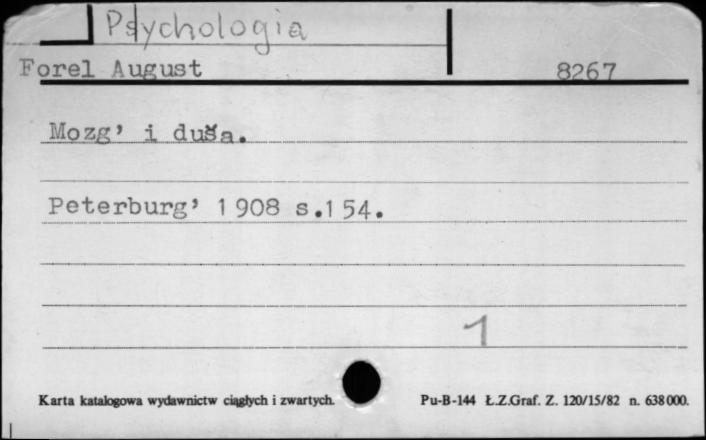 Psychologia
Forel August 8267
Mozg’ i duša.
Peterburg’ 1908 s.154.
1
Karta katalogowa wydawnictw ciągłych i zwartych. Pu-B-144 Ł.Z.Graf. Z. 120/15/82 n. 638000.